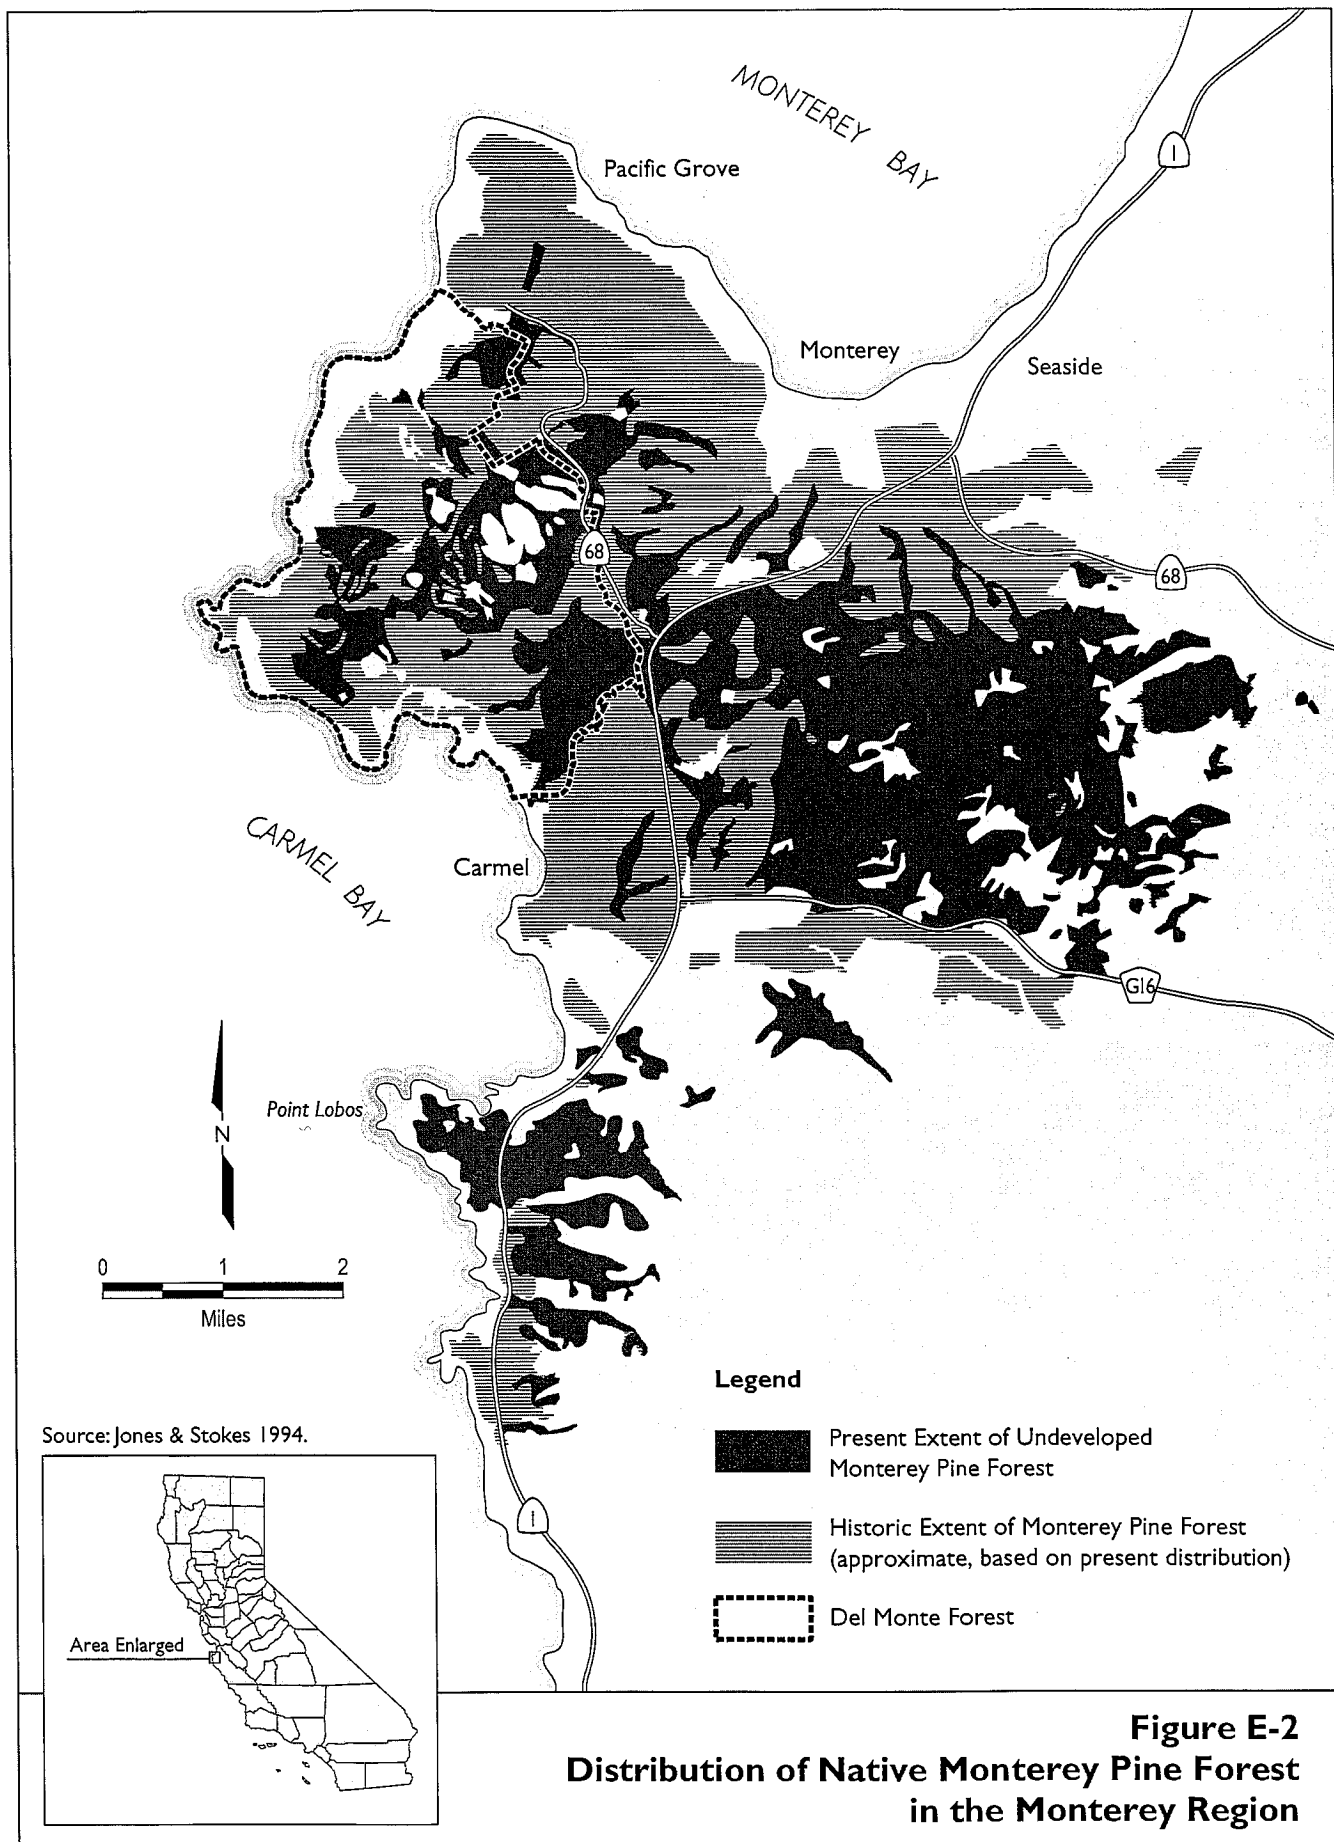 MONTEREY BAY
1
Pacific Grove
Monterey
Seaside
68
68
CARMEL BAY
Carmel
G16
Point Lobos
N
0 1 2
Miles
Legend
Present Extent of Undeveloped
Monterey Pine Forest
Source: Jones & Stokes 1994.
Historic Extent of Monterey Pine Forest
(approximate, based on present distribution)
1
Del Monte Forest
Area Enlarged
Figure E-2
Distribution of Native Monterey Pine Forest
in the Monterey Region